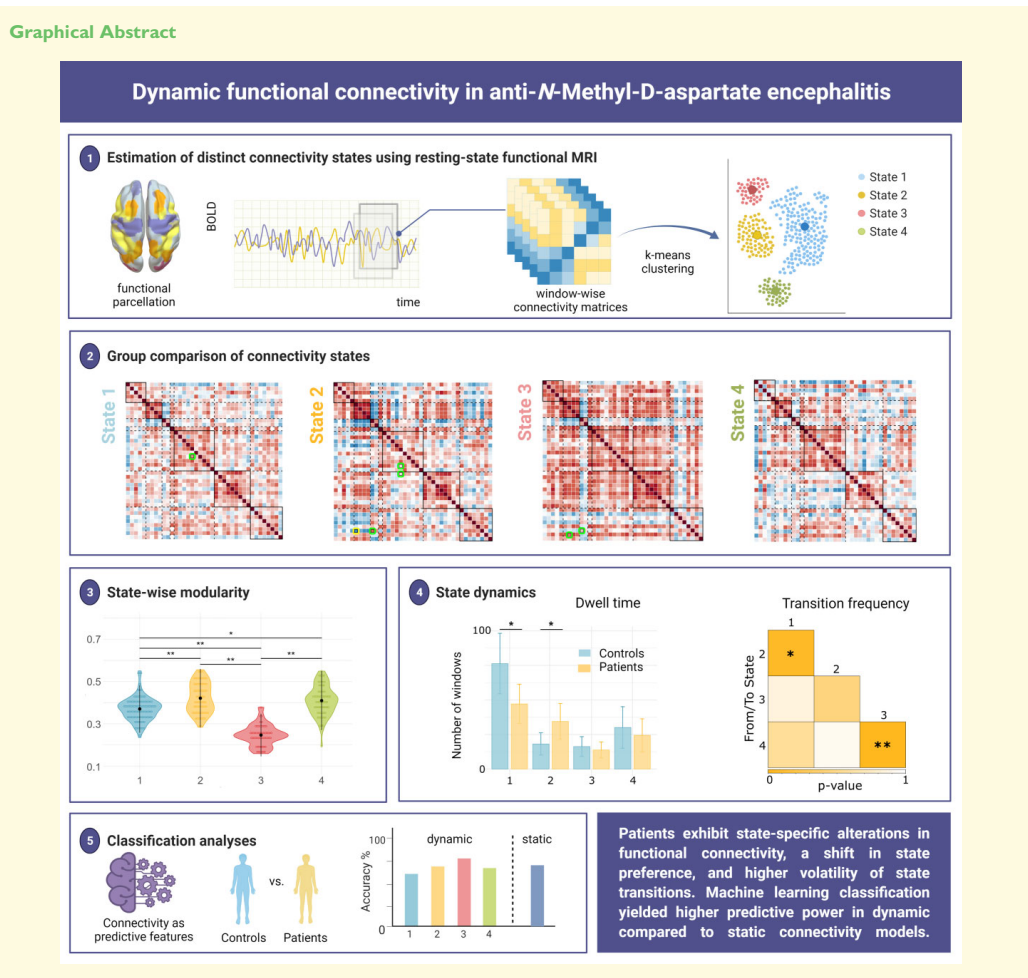 Graphical Abstract
Dynamic functional connectivity in anti-N-Methyl-D-aspartate encephalitis
1 Estimation of distinct connectivity states using resting-state functional MRI
functional
parcellation
BOLD
time
window-wise
connectivity matrices
k-means
clustering
State 1
State 2
State 3
State 4
2 Group comparison of connectivity states
State 1
State 2
State 3
State 4
3 State-wise modularity
0.7
0.5
0.3
0.1
*
**
** ** **
1 2 3 4
4 State dynamics
Dwell time
Number of windows
100
0
* *
Controls
Patients
1 2 3 4
Transition frequency
From/To State
1
2 * 2
3 3
4 **
0 1
p-value
5 Classification analyses
Connectivity as
predictive features
vs.
Controls Patients
Accuracy %
100
0
dynamic static
1 2 3 4
Patients exhibit state-specific alterations in
functional connectivity, a shift in state
preference, and higher volatility of state
transitions. Machine learning classification
yielded higher predictive power in dynamic
compared to static connectivity models.